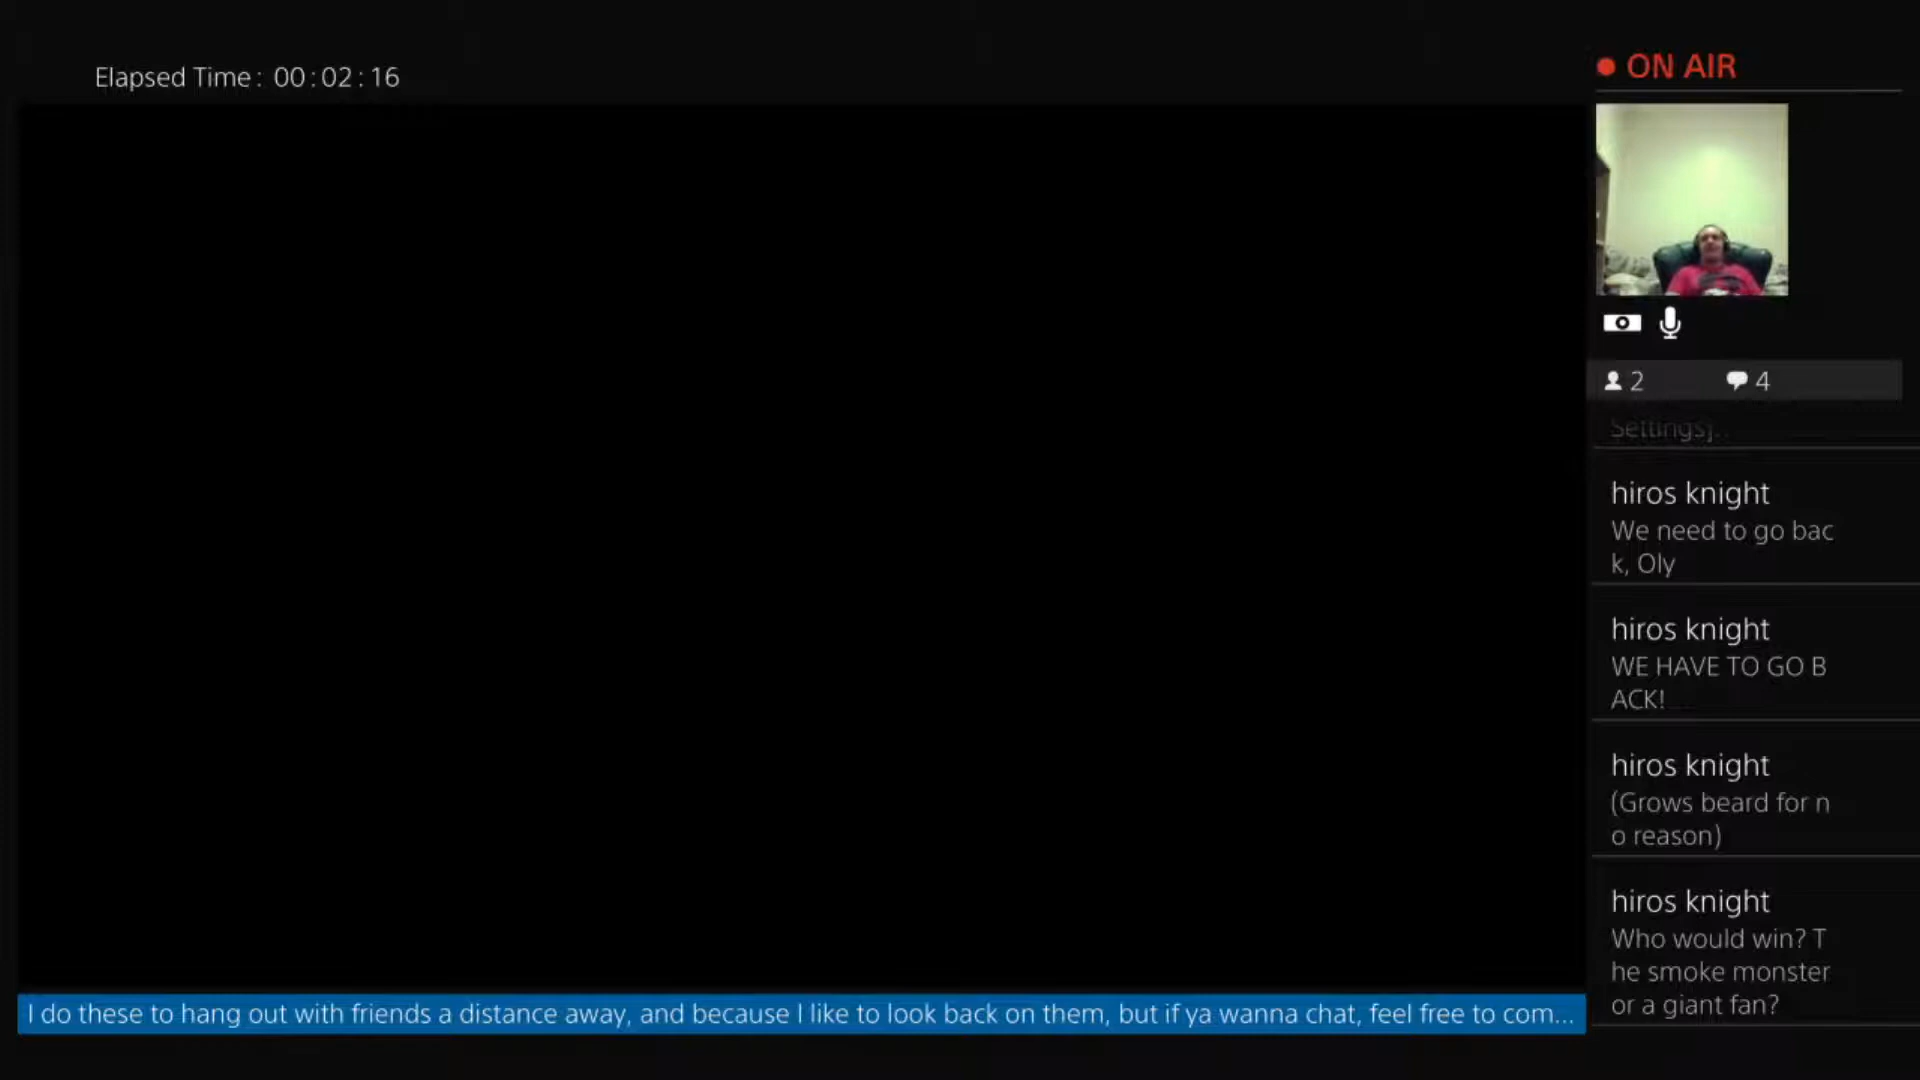 Elapsed Time: 00:02:16
ON AIR
2 4
Settings]..
hiros knight
We need to go bac
k, Oly
hiros knight
WE HAVE TO GO B
ACK!
hiros knight
(Grows beard for n
o reason)
hiros knight
Who would win? T
he smoke monster
or a giant fan?
I do these to hang out with friends a distance away, and because I like to look back on them, but if ya wanna chat, feel free to com...